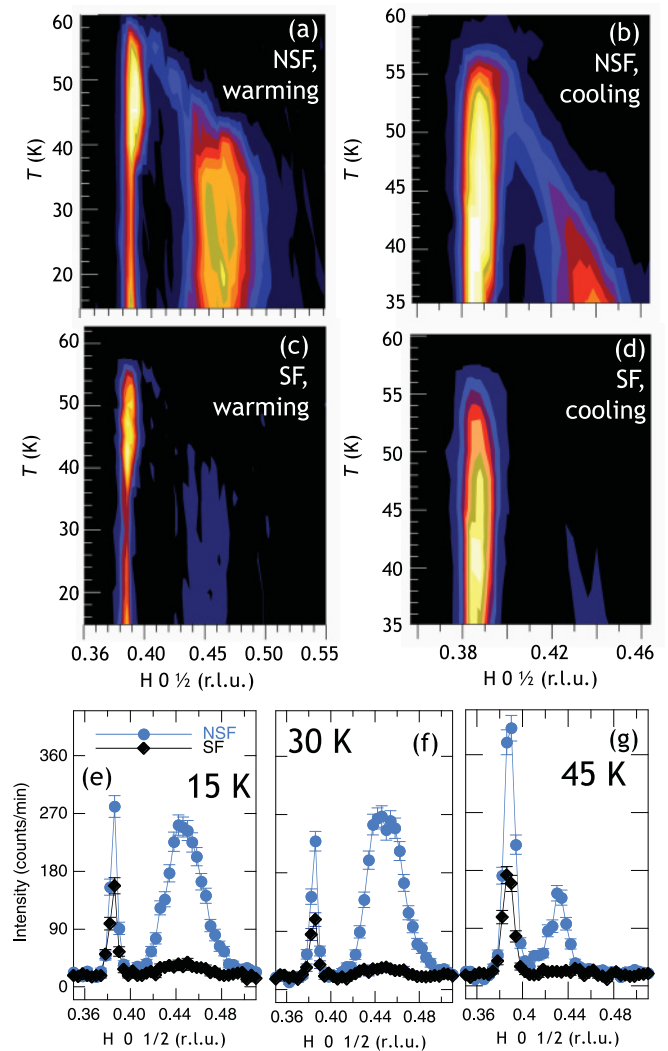 (a)
NSF,
warming
T (K)
60
50
40
30
20
(b)
NSF,
cooling
T (K)
60
55
50
45
40
35
(c)
SF,
warming
T (K)
60
50
40
30
20
0.36 0.40 0.45 0.50 0.55
H 0 ½ (r.l.u.)
(d)
SF,
cooling
T (K)
60
55
50
45
40
35
0.38 0.42 0.46
H 0 ½ (r.l.u.)
NSF
SF
(e)
15 K
Intensity (counts/min)
360
270
180
90
0
0.36 0.40 0.44 0.48
H 0 1/2 (r.l.u.)
30 K
(f)
0.36 0.40 0.44 0.48
H 0 1/2 (r.l.u.)
(g)
45 K
0.36 0.40 0.44 0.48
H 0 1/2 (r.l.u.)